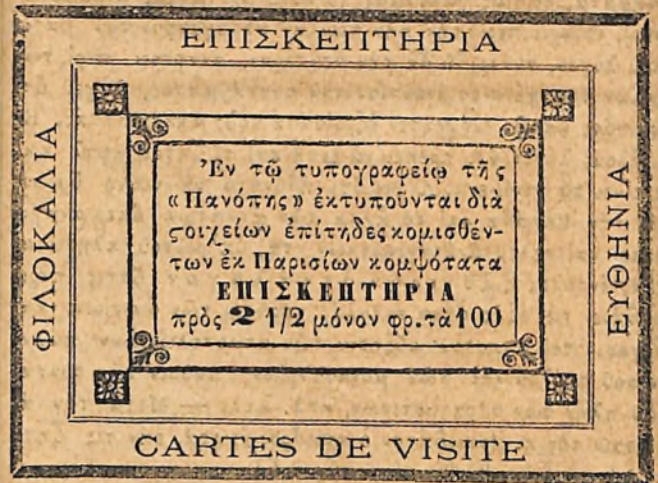 ΕΠΙΣΚΕΠΤΗΡΙΑ
ΦΙΛΟΚΑΛΙΑ
Ἐν τῷ τυπογραφείῳ τῆς
«Πανόπης» ἐκτυποῦνται διὰ
ϛοιχείων ἐπίτηδες κομισθέν-
των ἐκ Παρισίων κομψότατα
ΕΠΙΣΚΕΠΤΗΡΙΑ
πρὸς 2 1/2 μόνον φρ. τὰ 100
ΕΥΘΗΝΙΑ
CARTES DE VISITE